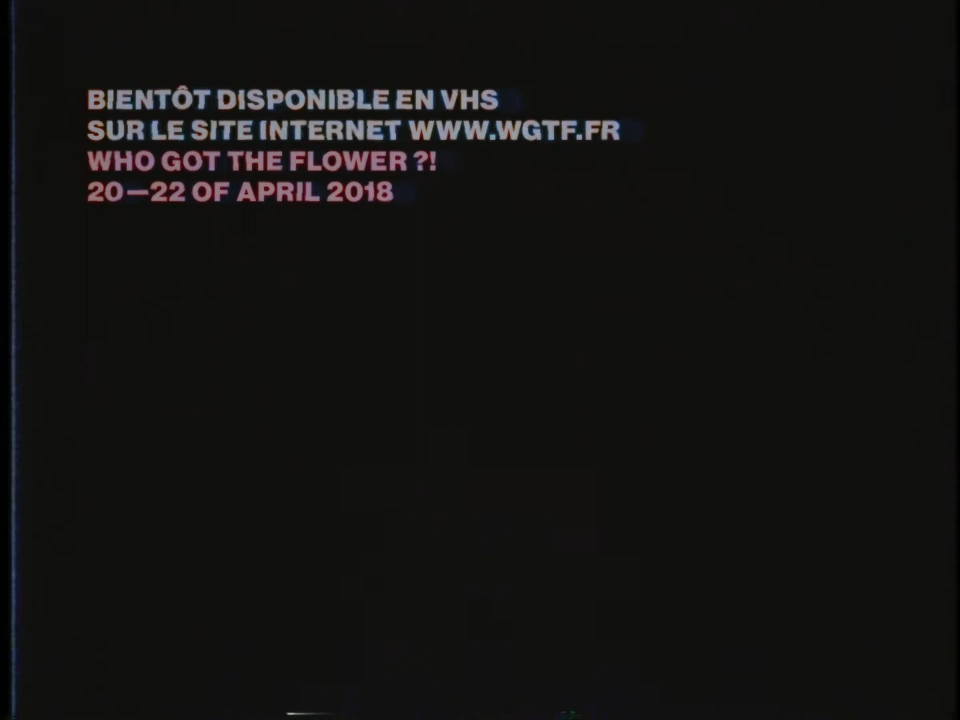 BIENTÔT DISPONIBLE EN VHS
SUR LE SITE INTERNET WWW.WGTF.FR
WHO GOT THE FLOWER ?!
20—22 OF APRIL 2018